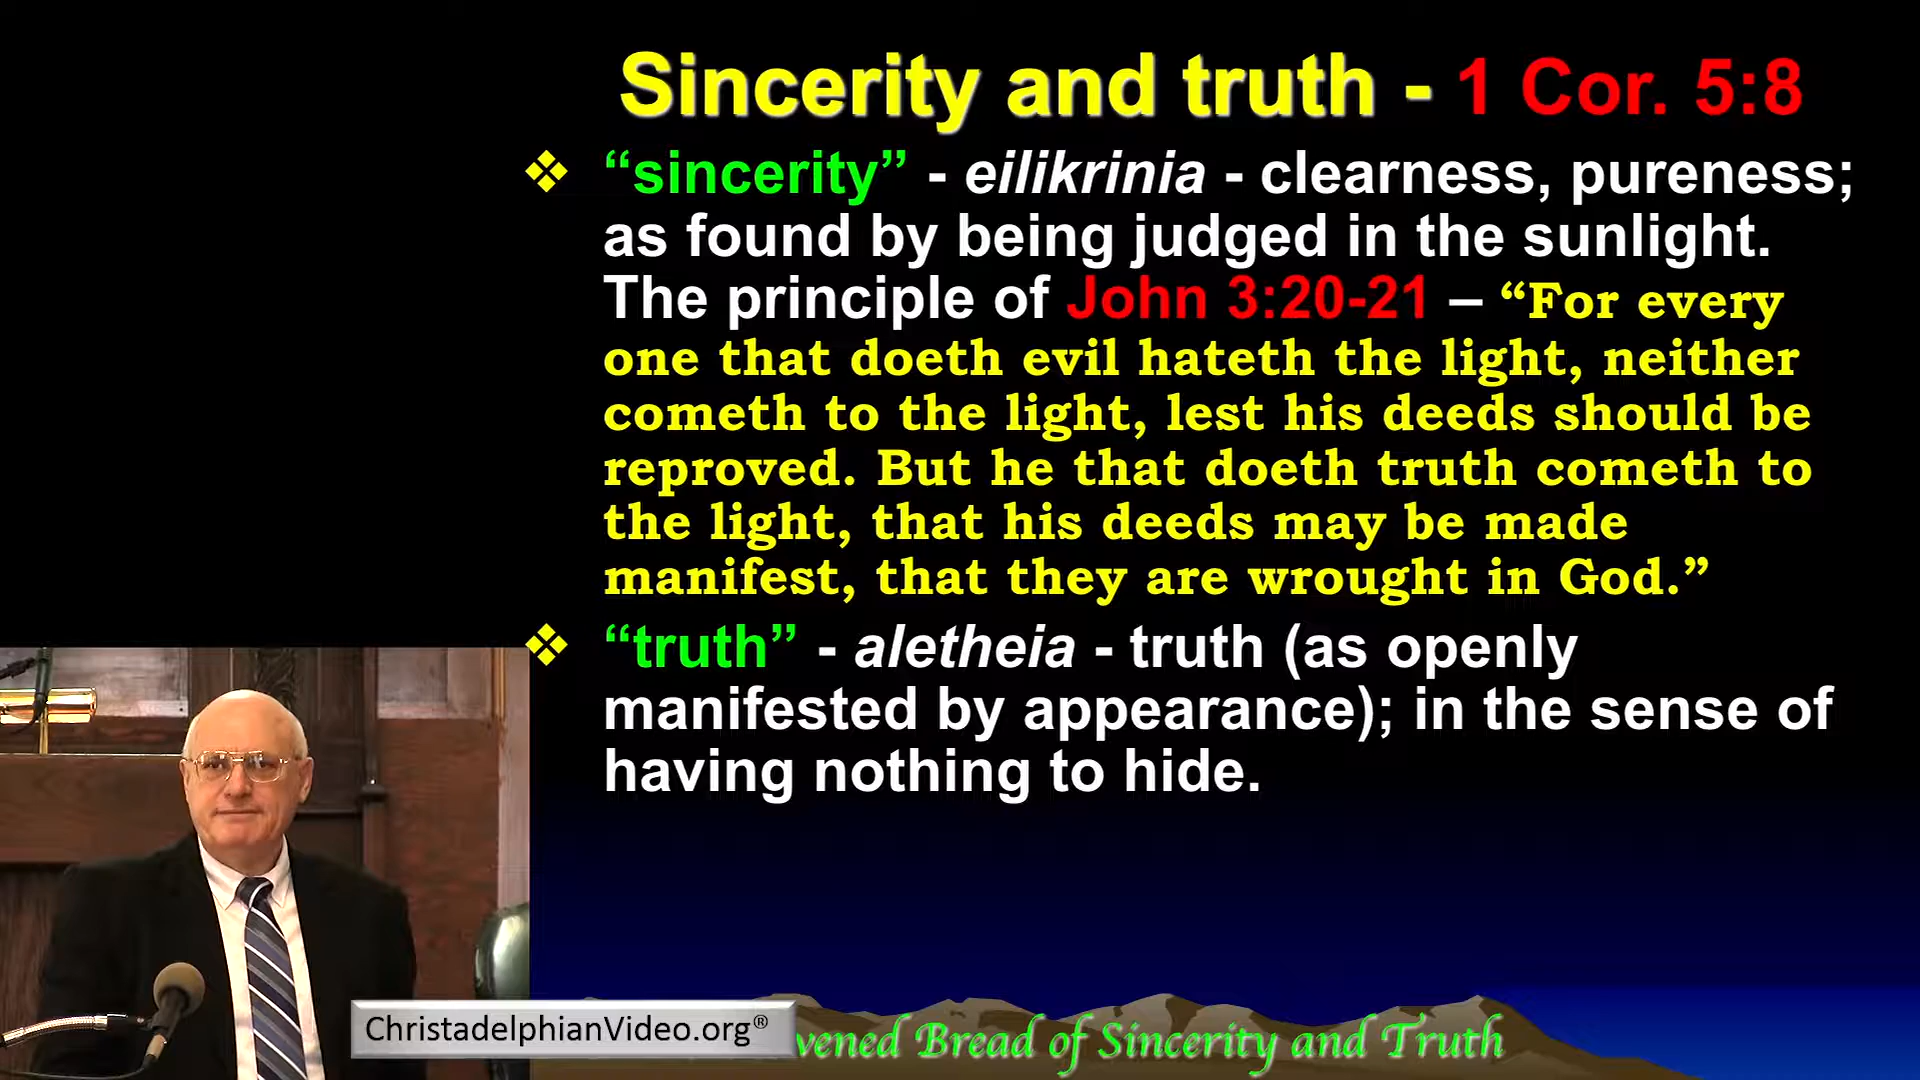 Sincerity and truth - 1 Cor. 5:8
“sincerity” - eilikrinia - clearness, pureness;
as found by being judged in the sunlight.
The principle of John 3:20-21 – “For every
one that doeth evil hateth the light, neither
cometh to the light, lest his deeds should be
reproved. But he that doeth truth cometh to
the light, that his deeds may be made
manifest, that they are wrought in God.”
“truth” - aletheia - truth (as openly
manifested by appearance); in the sense of
having nothing to hide.
ChristadelphianVideo.org®
vened Bread of Sincerity and Truth